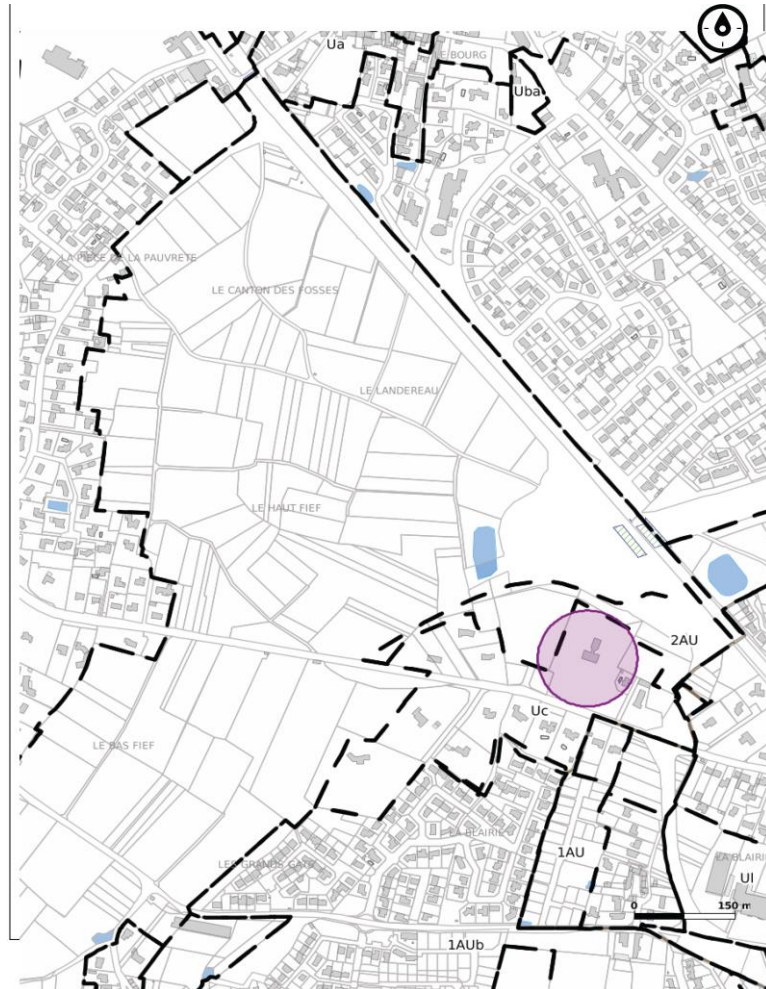 Ua
LE BOURG
Uba
LA PIECE DE LA PAUVRETE
LE CANTON DES FOSSES
LE LANDEREAU
LE HAUT FIEF
2AU
Uc
LE BAS FIEF
LA BLAIRIE
1AU
LES GRANDS GATS
LA BLAIRIE
Ul
0 150 m
1AUb